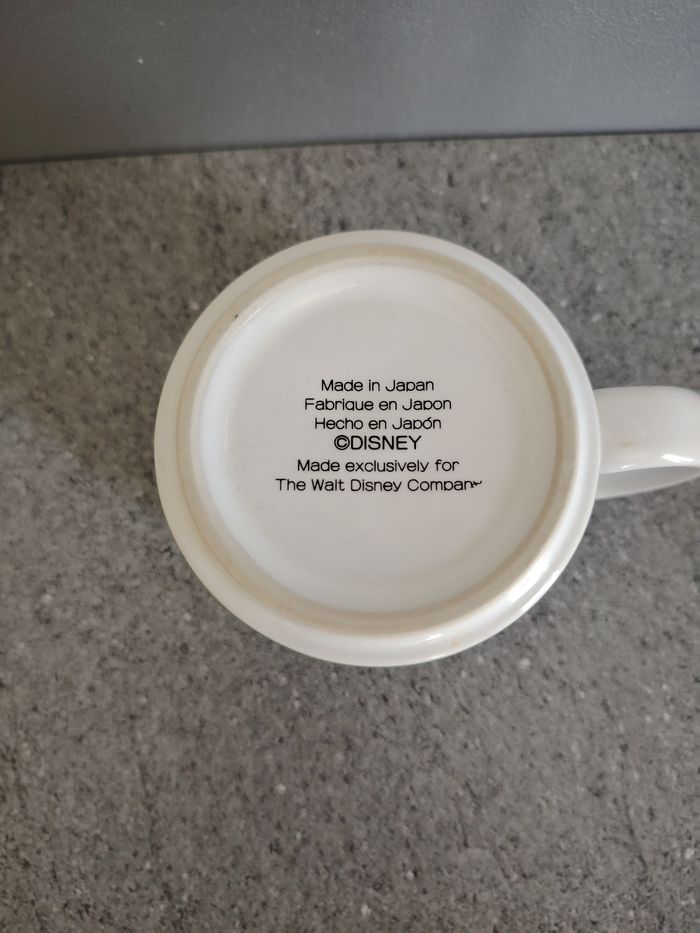 Made in Japan
Fabrique en Japon
Hecho en Japón
©DISNEY
Made exclusively for
The Walt Disney Company